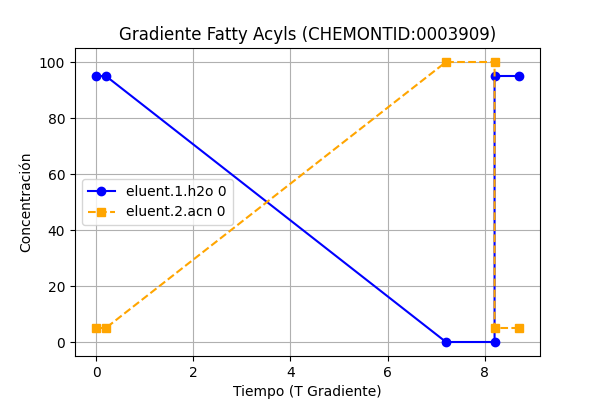 Gradiente Fatty Acyls (CHEMONTID:0003909)
Concentración
100
80
60
40
20
0
eluent.1.h2o 0
eluent.2.acn 0
0 2 4 6 8
Tiempo (T Gradiente)